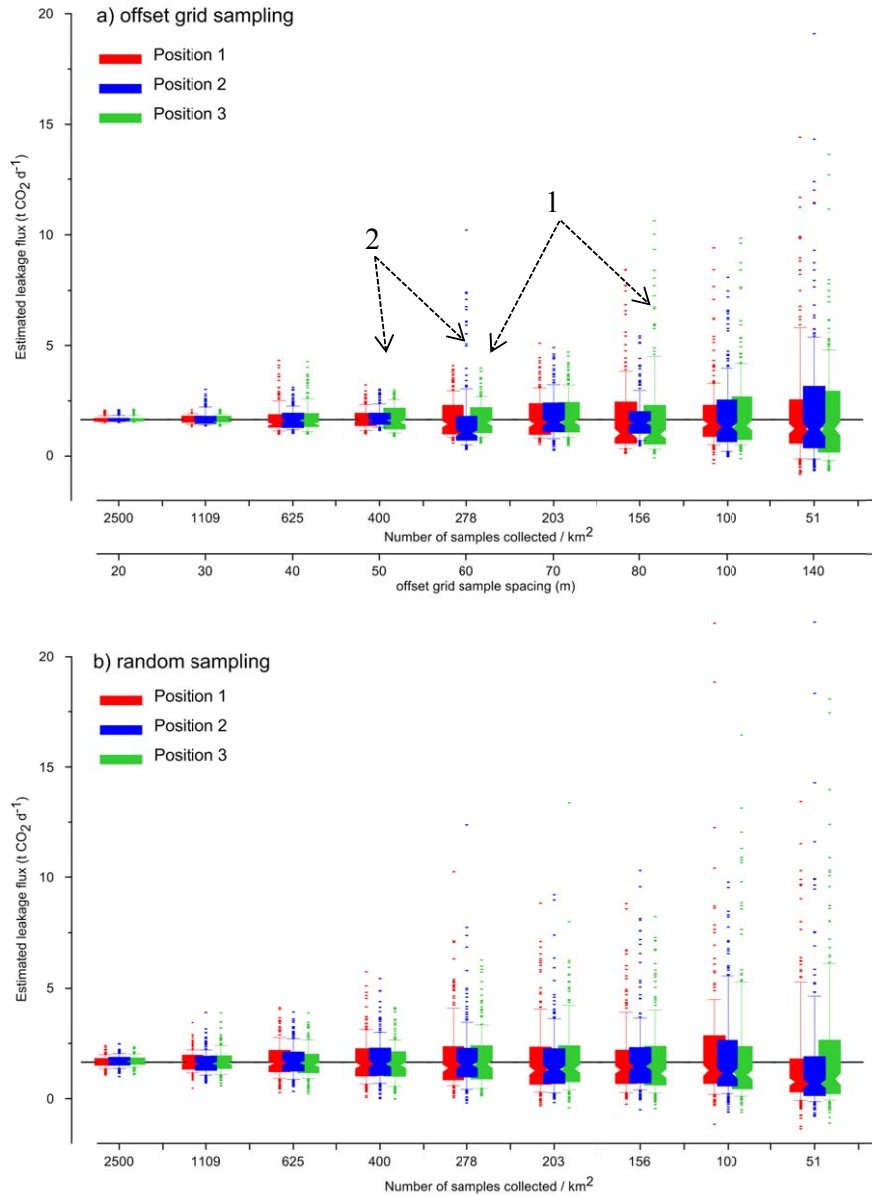 a) offset grid sampling
Position 1
Position 2
Position 3
1
2
20
15
10
5
0
Estimated leakage flux (t CO2 d-1)
2500 1109 625 400 278 203 156 100 51
Number of samples collected / km2
20 30 40 50 60 70 80 100 140
offset grid sample spacing (m)
b) random sampling
Position 1
Position 2
Position 3
20
15
10
5
0
Estimated leakage flux (t CO2 d-1)
2500 1109 625 400 278 203 156 100 51
Number of samples collected / km2